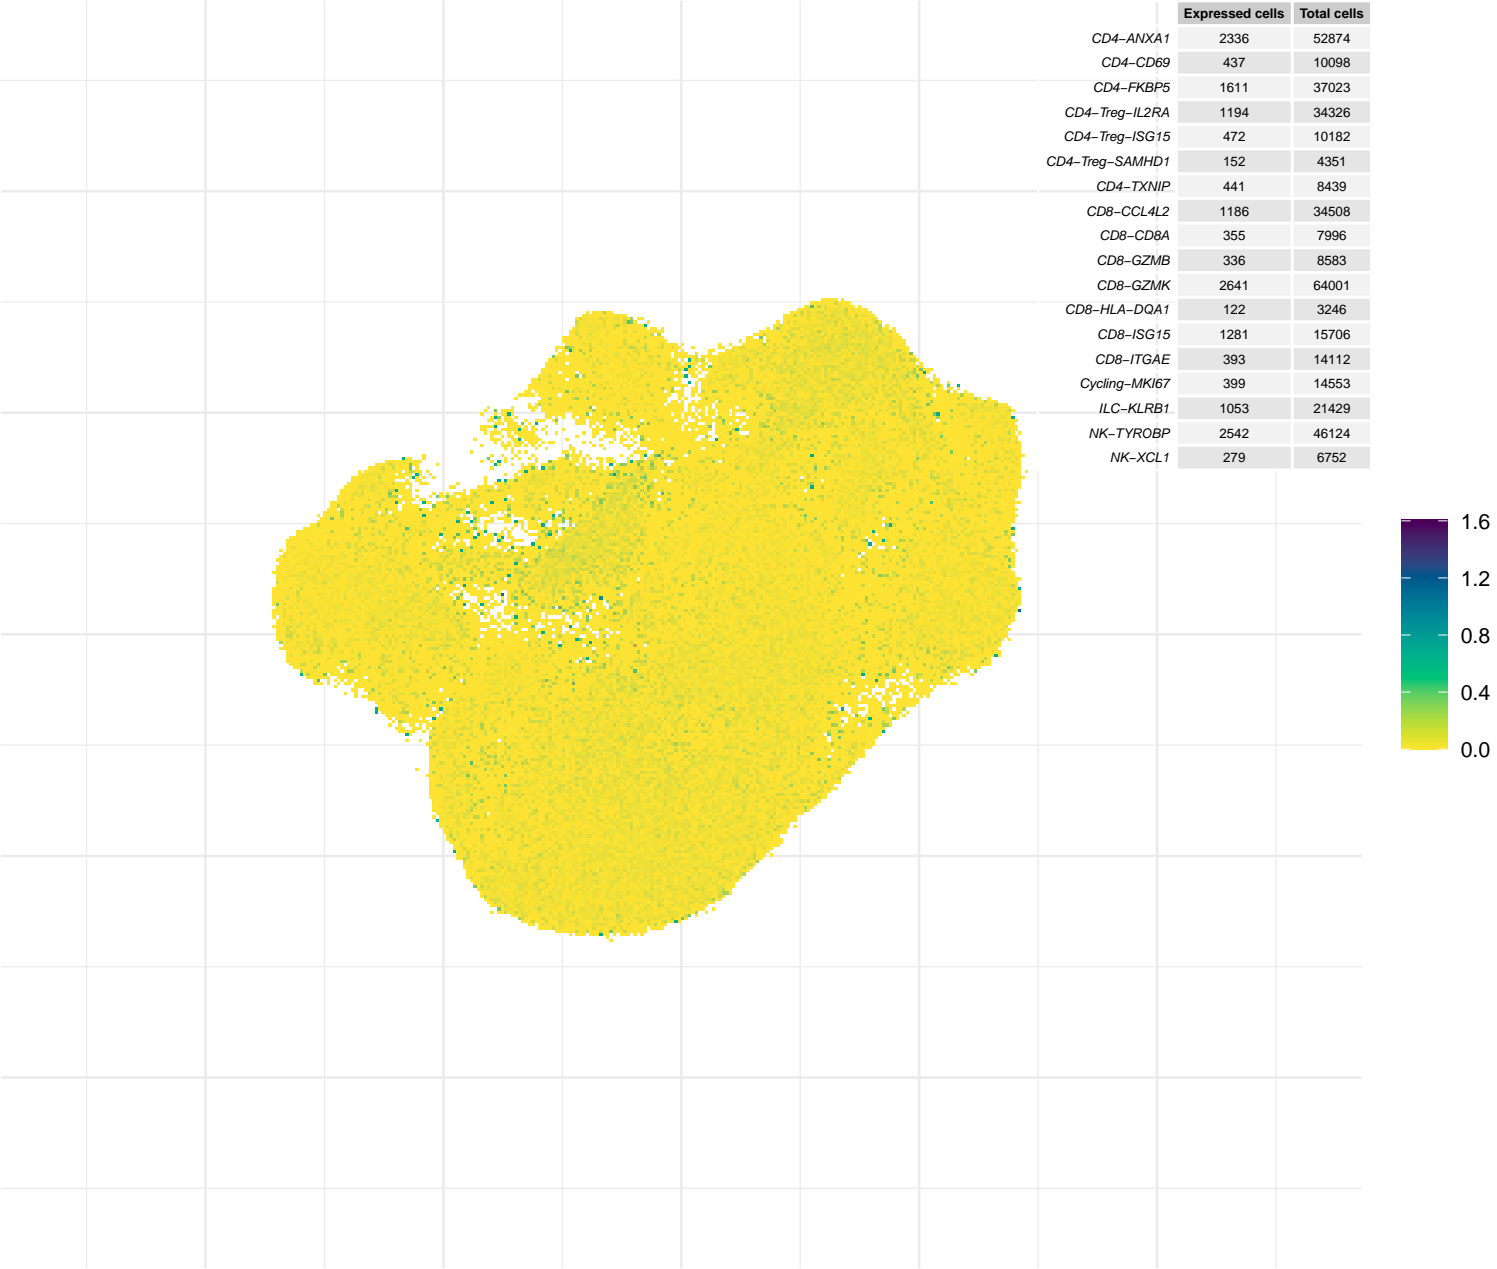 Expressed cells Total cells
CD4−ANXA1 2336 52874
CD4−CD69 437 10098
CD4−FKBP5 1611 37023
CD4−Treg−IL2RA 1194 34326
CD4−Treg−ISG15 472 10182
CD4−Treg−SAMHD1 152 4351
CD4−TXNIP 441 8439
CD8−CCL4L2 1186 34508
CD8−CD8A 355 7996
CD8−GZMB 336 8583
CD8−GZMK 2641 64001
CD8−HLA−DQA1 122 3246
CD8−ISG15 1281 15706
CD8−ITGAE 393 14112
Cycling−MKI67 399 14553
ILC−KLRB1 1053 21429
NK−TYROBP 2542 46124
NK−XCL1 279 6752
1.6
1.2
0.8
0.4
0.0